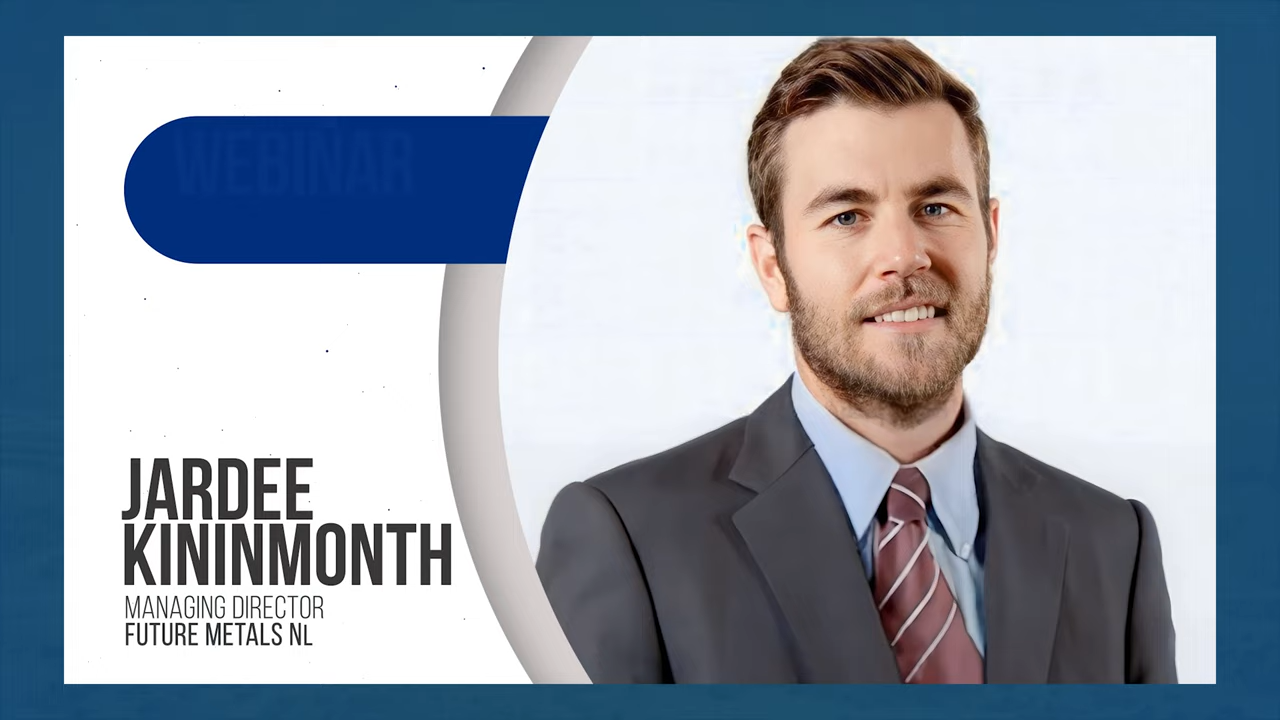 WEBINAR
JARDEE
KININMONTH
MANAGING DIRECTOR
FUTURE METALS NL